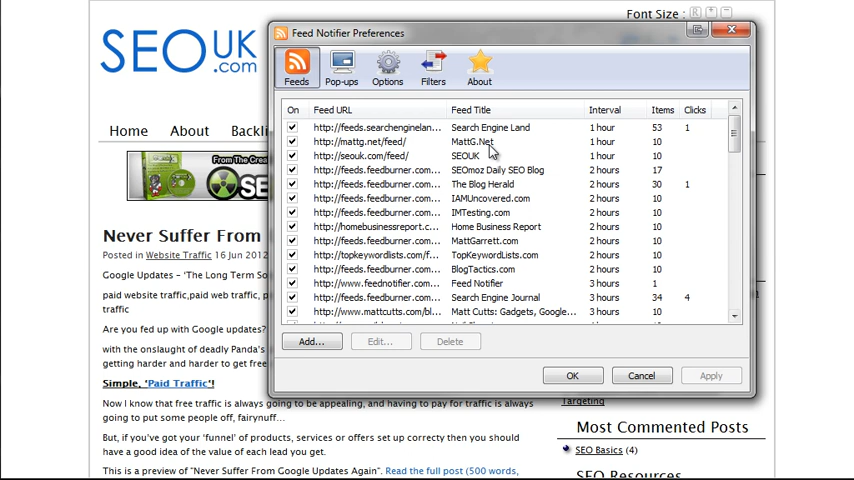 Font Size : R + -
SEO UK
.com
Home About Backli
From The Crea
Never Suffer From
Posted in Website Traffic 16 Jun 2012
Google Updates – 'The Long Term So
paid website traffic,paid web traffic, p
traffic
Are you fed up with Google updates?
with the onslaught of deadly Panda's
getting harder and harder to get free
Simple, 'Paid Traffic'!
Now I know that free traffic is always going to be appealing, and having to pay for traffic is always
going to put some people off, fairynuff…
But, if you've got your 'funnel' of products, services or offers set up correcty then you should
have a good idea of the value of each lead you get.
This is a preview of "Never Suffer From Google Updates Again". Read the full post (500 words,
Feed Notifier Preferences
Feeds Pop-ups Options Filters About
On Feed URL Feed Title Interval Items Clicks
http://feeds.searchenginelan... Search Engine Land 1 hour 53 1
http://mattg.net/feed/ MattG.Net 1 hour 10
http://seouk.com/feed/ SEOUK 1 hour 10
http://feeds.feedburner.com... SEOmoz Daily SEO Blog 2 hours 17
http://feeds.feedburner.com... The Blog Herald 2 hours 30 1
http://feeds.feedburner.com... IAMUncovered.com 2 hours 10
http://feeds.feedburner.com... IMTesting.com 2 hours 10
http://homebusinessreport.c... Home Business Report 2 hours 10
http://feeds.feedburner.com... MattGarrett.com 2 hours 10
http://topkeywordlists.com/f... TopKeywordLists.com 2 hours 10
http://feeds.feedburner.com... BlogTactics.com 2 hours 10
http://www.feednotifier.com... Feed Notifier 3 hours 1
http://feeds.feedburner.com... Search Engine Journal 3 hours 34 4
http://www.mattcutts.com/bl... Matt Cutts: Gadgets, Google... 3 hours 10
Add... Edit... Delete
OK Cancel Apply
Targeting
Most Commented Posts
SEO Basics (4)
SEO Resources